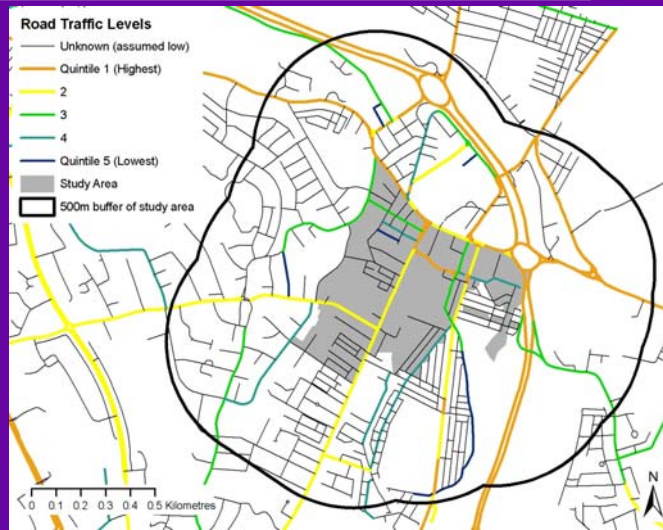 Road Traffic Levels
Unknown (assumed low)
Quintile 1 (Highest)
2
3
4
Quintile 5 (Lowest)
Study Area
500m buffer of study area
N
0 0.1 0.2 0.3 0.4 0.5 Kilometres